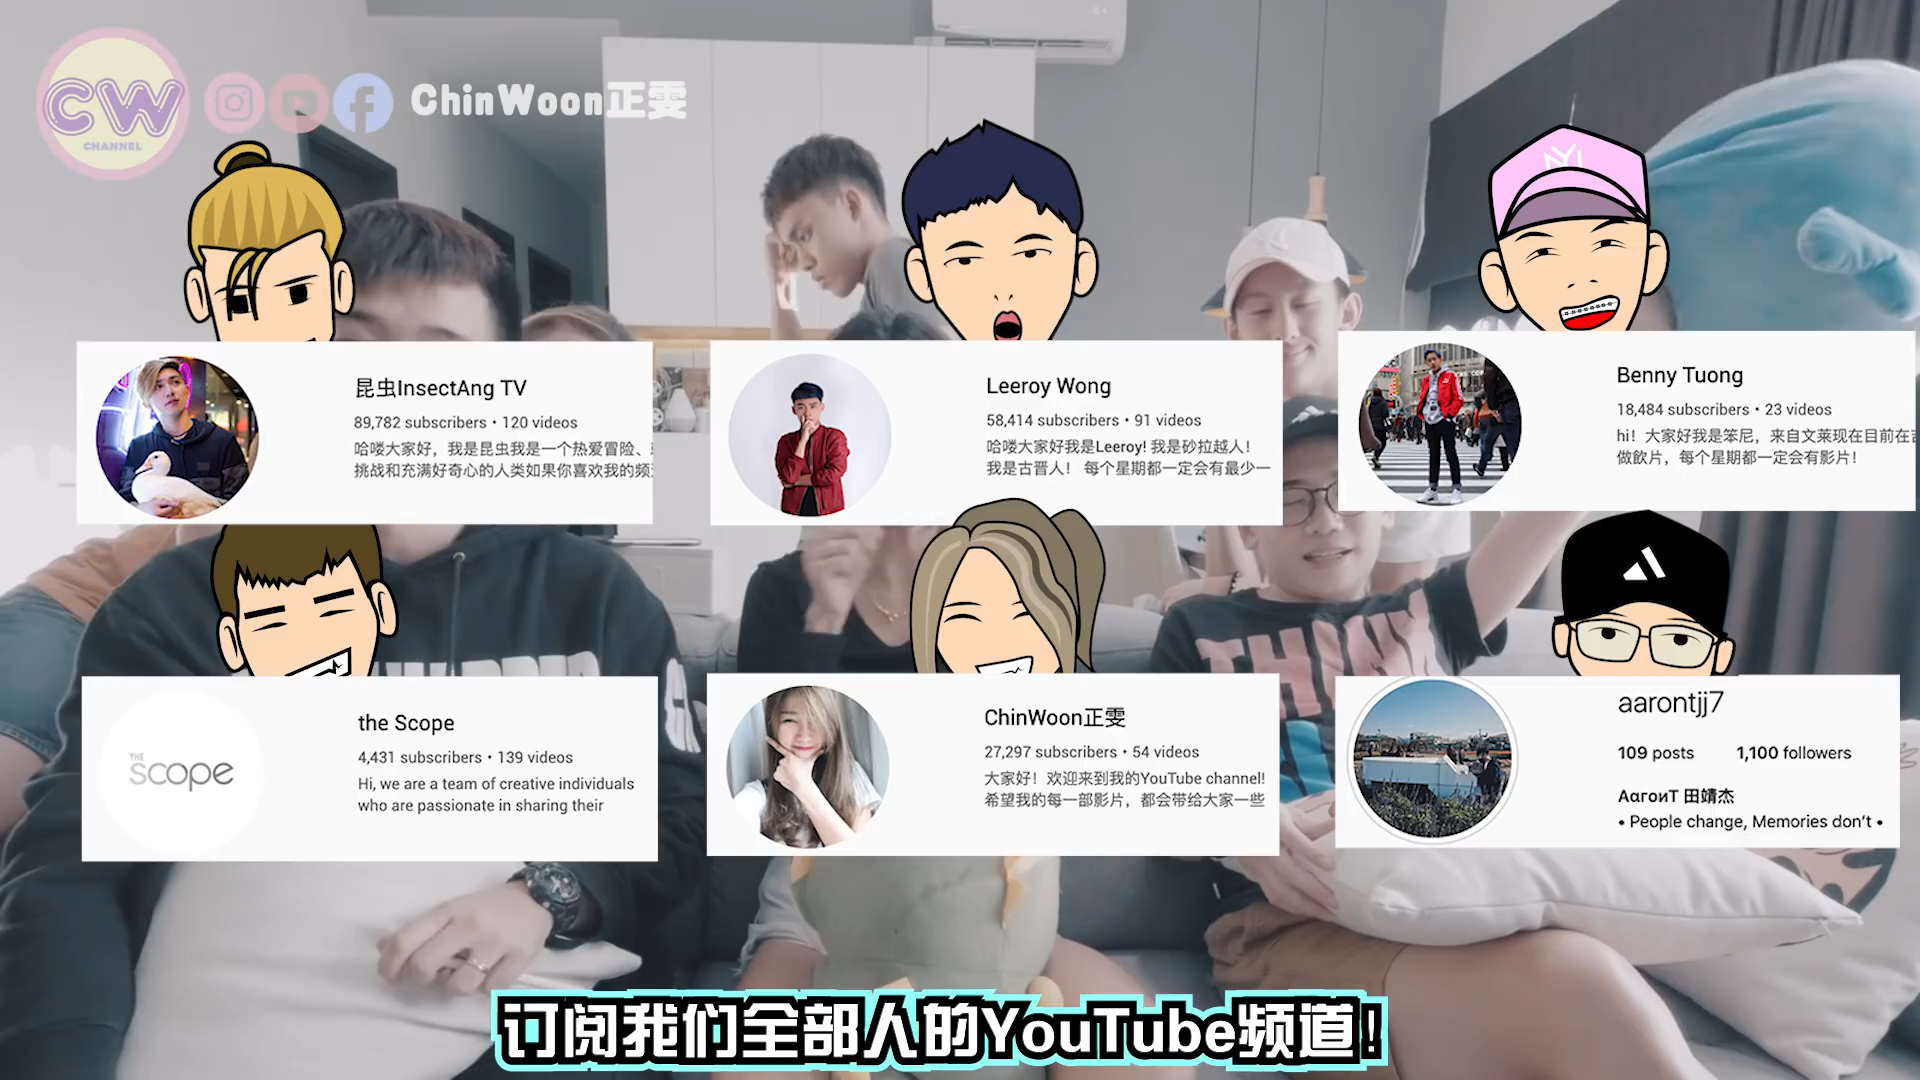 CW
CHANNEL
ChinWoon正雯
昆虫InsectAng TV
89,782 subscribers • 120 videos
哈喽大家好，我是昆虫我是一个热爱冒险、
挑战和充满好奇心的人类如果你喜欢我的频
Leeroy Wong
58,414 subscribers • 91 videos
哈喽大家好我是Leeroy! 我是砂拉越人！
我是古晋人！ 每个星期都一定会有最少一
Benny Tuong
18,484 subscribers • 23 videos
hi！大家好我是笨尼，来自文莱现在目前在
做飲片，每个星期都一定会有影片！
THE
scope
the Scope
4,431 subscribers • 139 videos
Hi, we are a team of creative individuals
who are passionate in sharing their
ChinWoon正雯
27,297 subscribers • 54 videos
大家好！欢迎来到我的YouTube channel!
希望我的每一部影片，都会带给大家一些
aarontjj7
109 posts 1,100 followers
AαгoиT 田靖杰
• People change, Memories don't •
THINK
订阅我们全部人的YouTube频道!